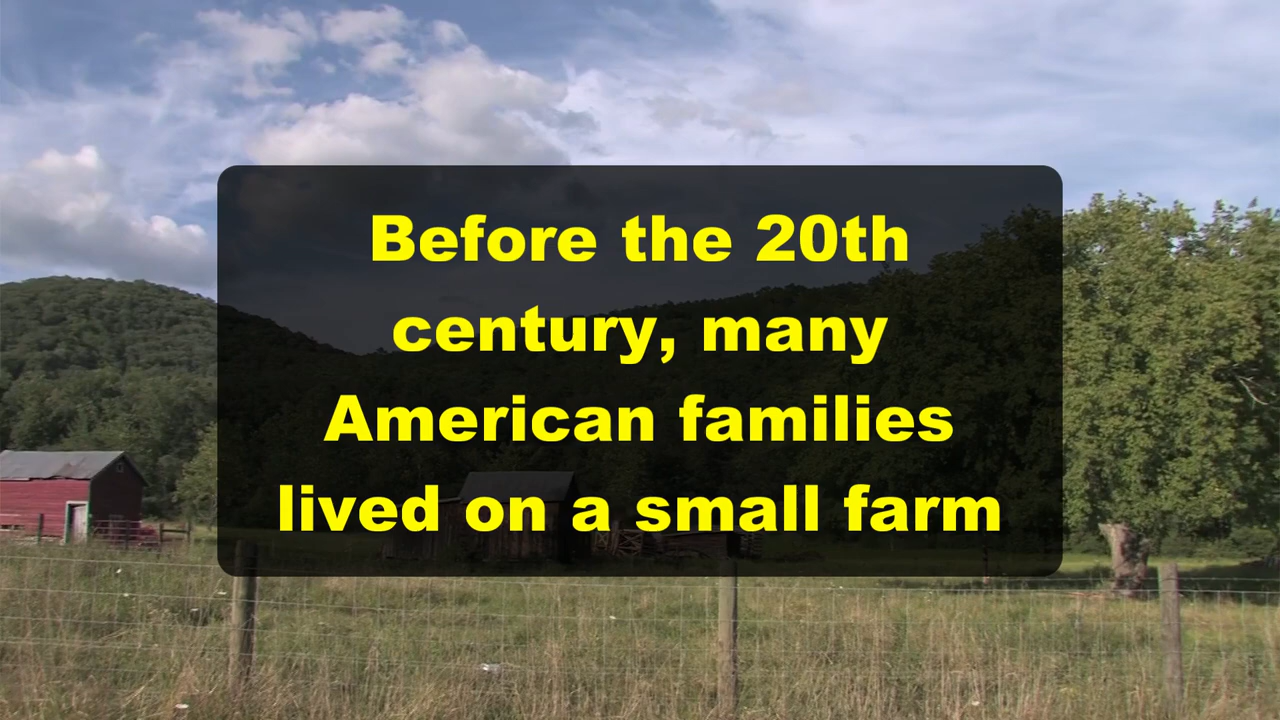 Before the 20th
century, many
American families
lived on a small farm